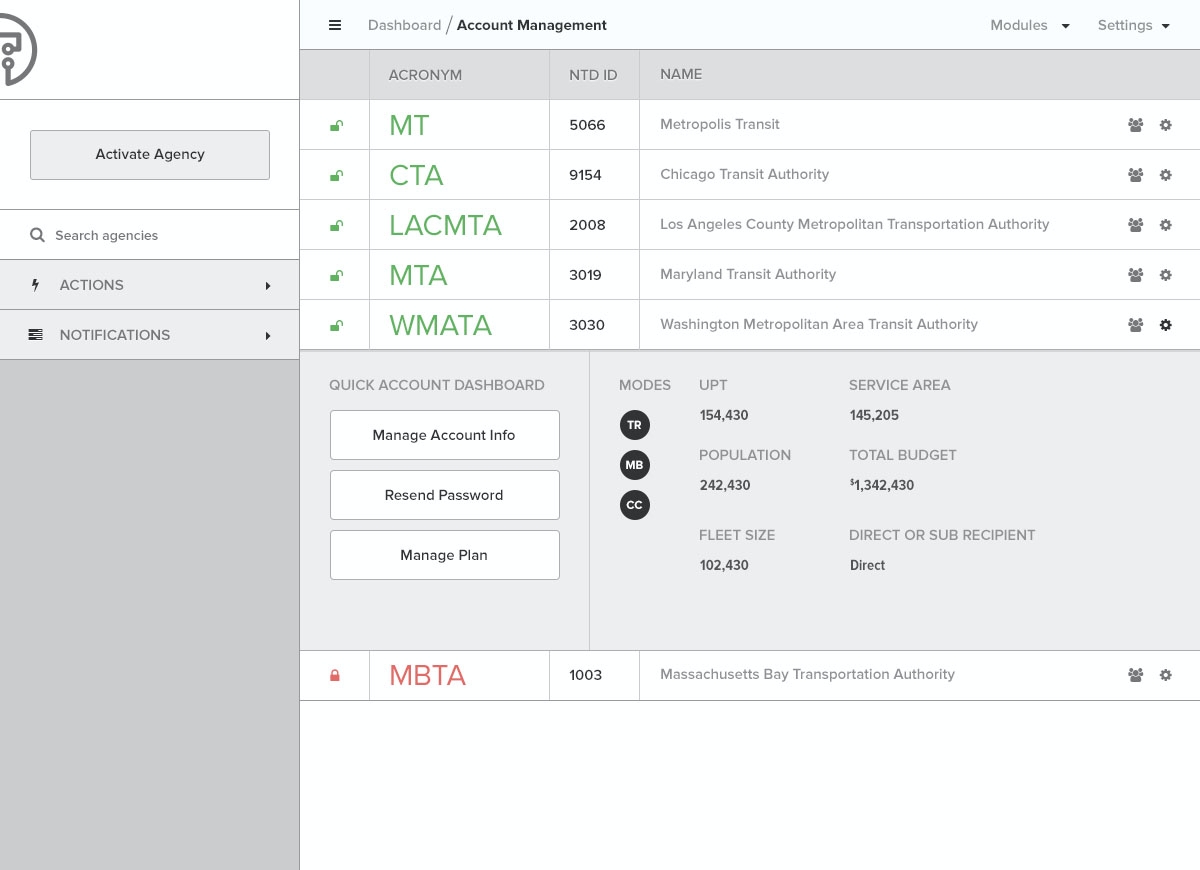 Dashboard / Account Management
Modules
Settings
Activate Agency
Search agencies
ACTIONS
NOTIFICATIONS
ACRONYM NTD ID NAME
MT 5066 Metropolis Transit
CTA 9154 Chicago Transit Authority
LACMTA 2008 Los Angeles County Metropolitan Transportation Authority
MTA 3019 Maryland Transit Authority
WMATA 3030 Washington Metropolitan Area Transit Authority
QUICK ACCOUNT DASHBOARD
Manage Account Info
Resend Password
Manage Plan
MODES
TR
MB
CC
UPT
154,430
SERVICE AREA
145,205
POPULATION
242,430
TOTAL BUDGET
$1,342,430
FLEET SIZE
102,430
DIRECT OR SUB RECIPIENT
Direct
MBTA 1003 Massachusetts Bay Transportation Authority